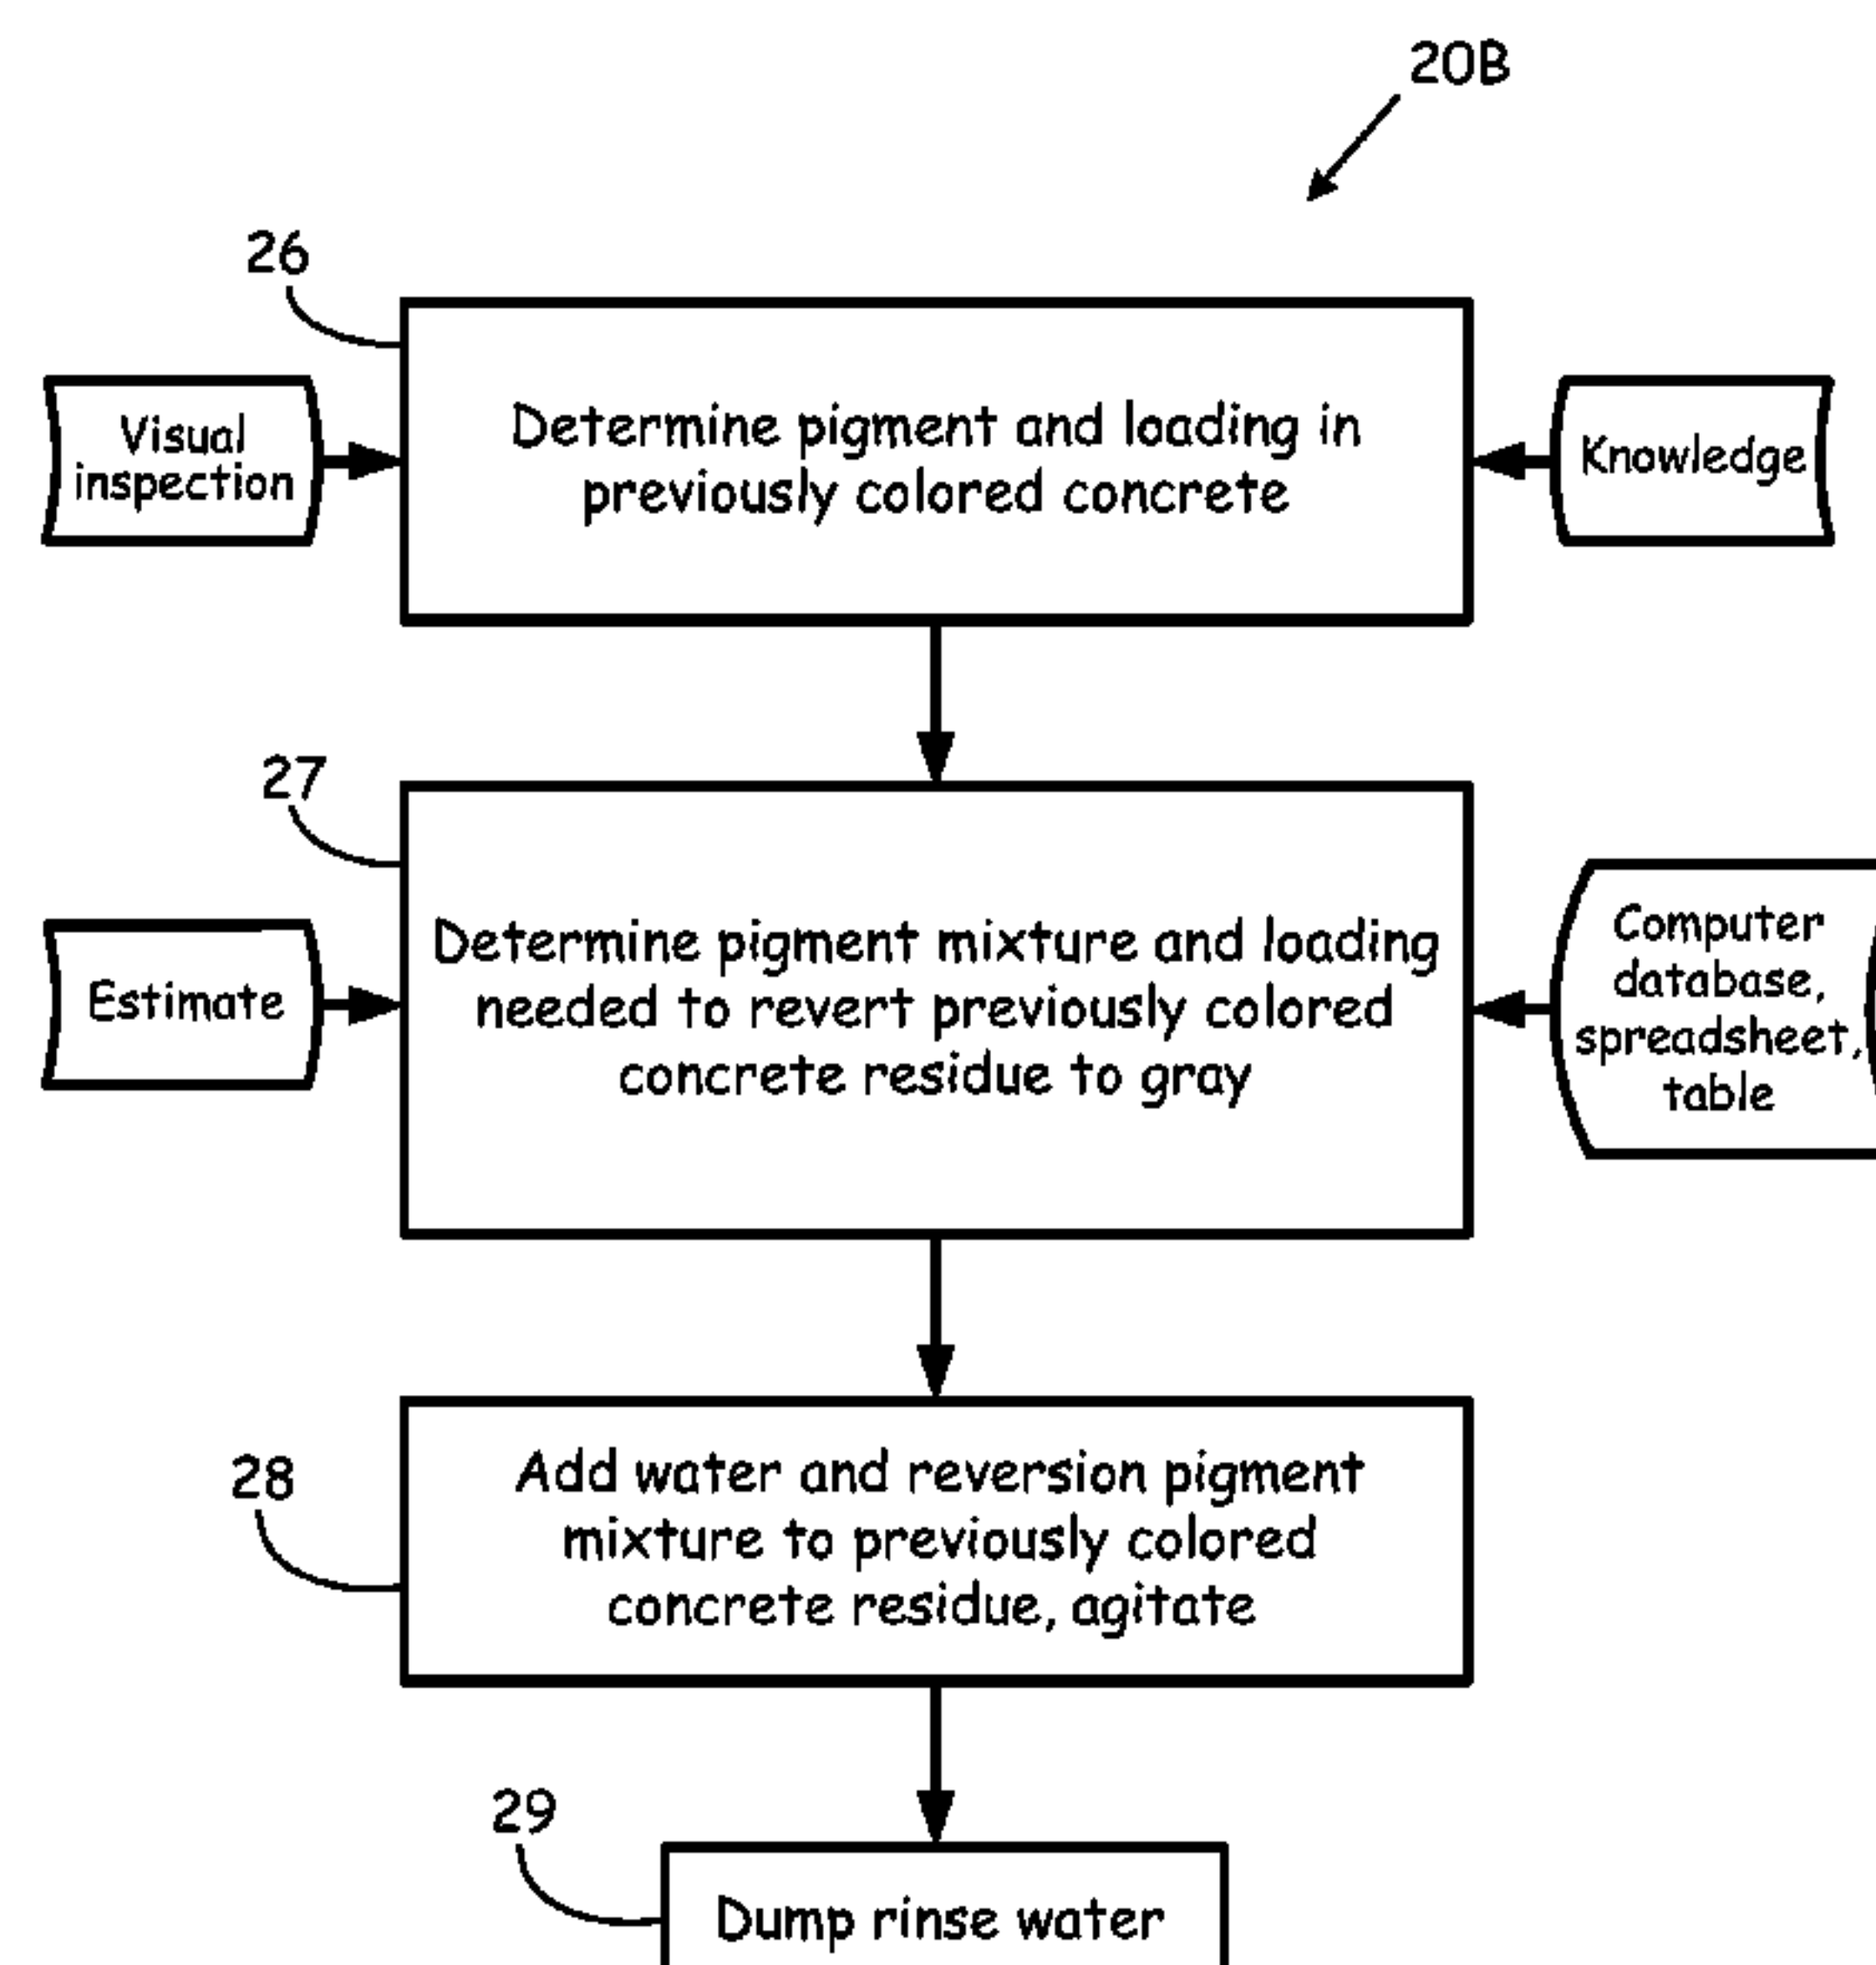 20B
26
Visual
inspection
Determine pigment and loading in
previously colored concrete
Knowledge
27
Estimate
Determine pigment mixture and loading
needed to revert previously colored
concrete residue to gray
Computer
database,
spreadsheet,
table
28
Add water and reversion pigment
mixture to previously colored
concrete residue, agitate
29
Dump rinse water